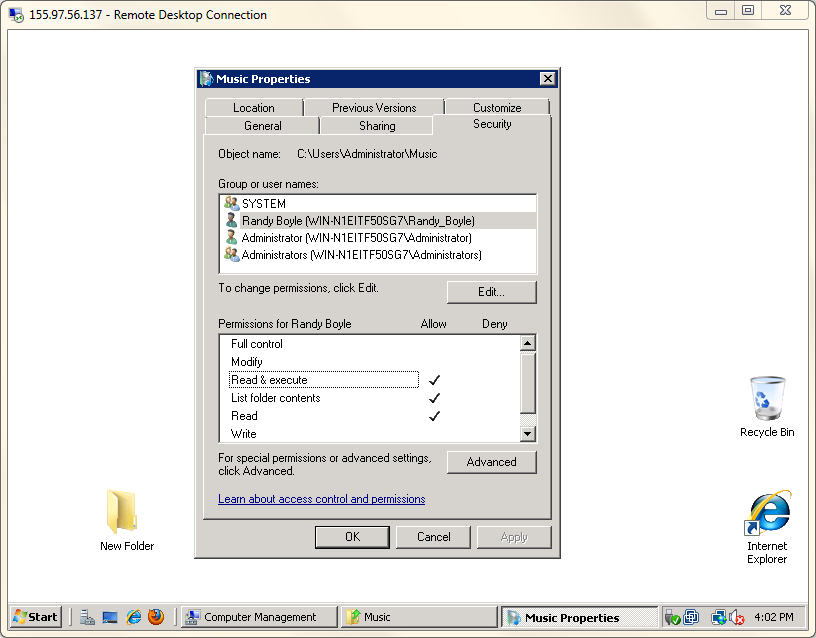 155.97.56.137 - Remote Desktop Connection
Music Properties
Location Previous Versions Customize
General Sharing Security
Object name: C:\Users\Administrator\Music
Group or user names:
SYSTEM
Randy Boyle (WIN-N1EITF50SG7\Randy_Boyle)
Administrator (WIN-N1EITF50SG7\Administrator)
Administrators (WIN-N1EITF50SG7\Administrators)
To change permissions, click Edit.
Edit...
Permissions for Randy Boyle Allow Deny
Full control
Modify
Read & execute
List folder contents
Read
Write
For special permissions or advanced settings,
click Advanced.
Advanced
Learn about access control and permissions
OK Cancel Apply
New Folder
Recycle Bin
Internet
Explorer
Start Computer Management Music Music Properties 4:02 PM